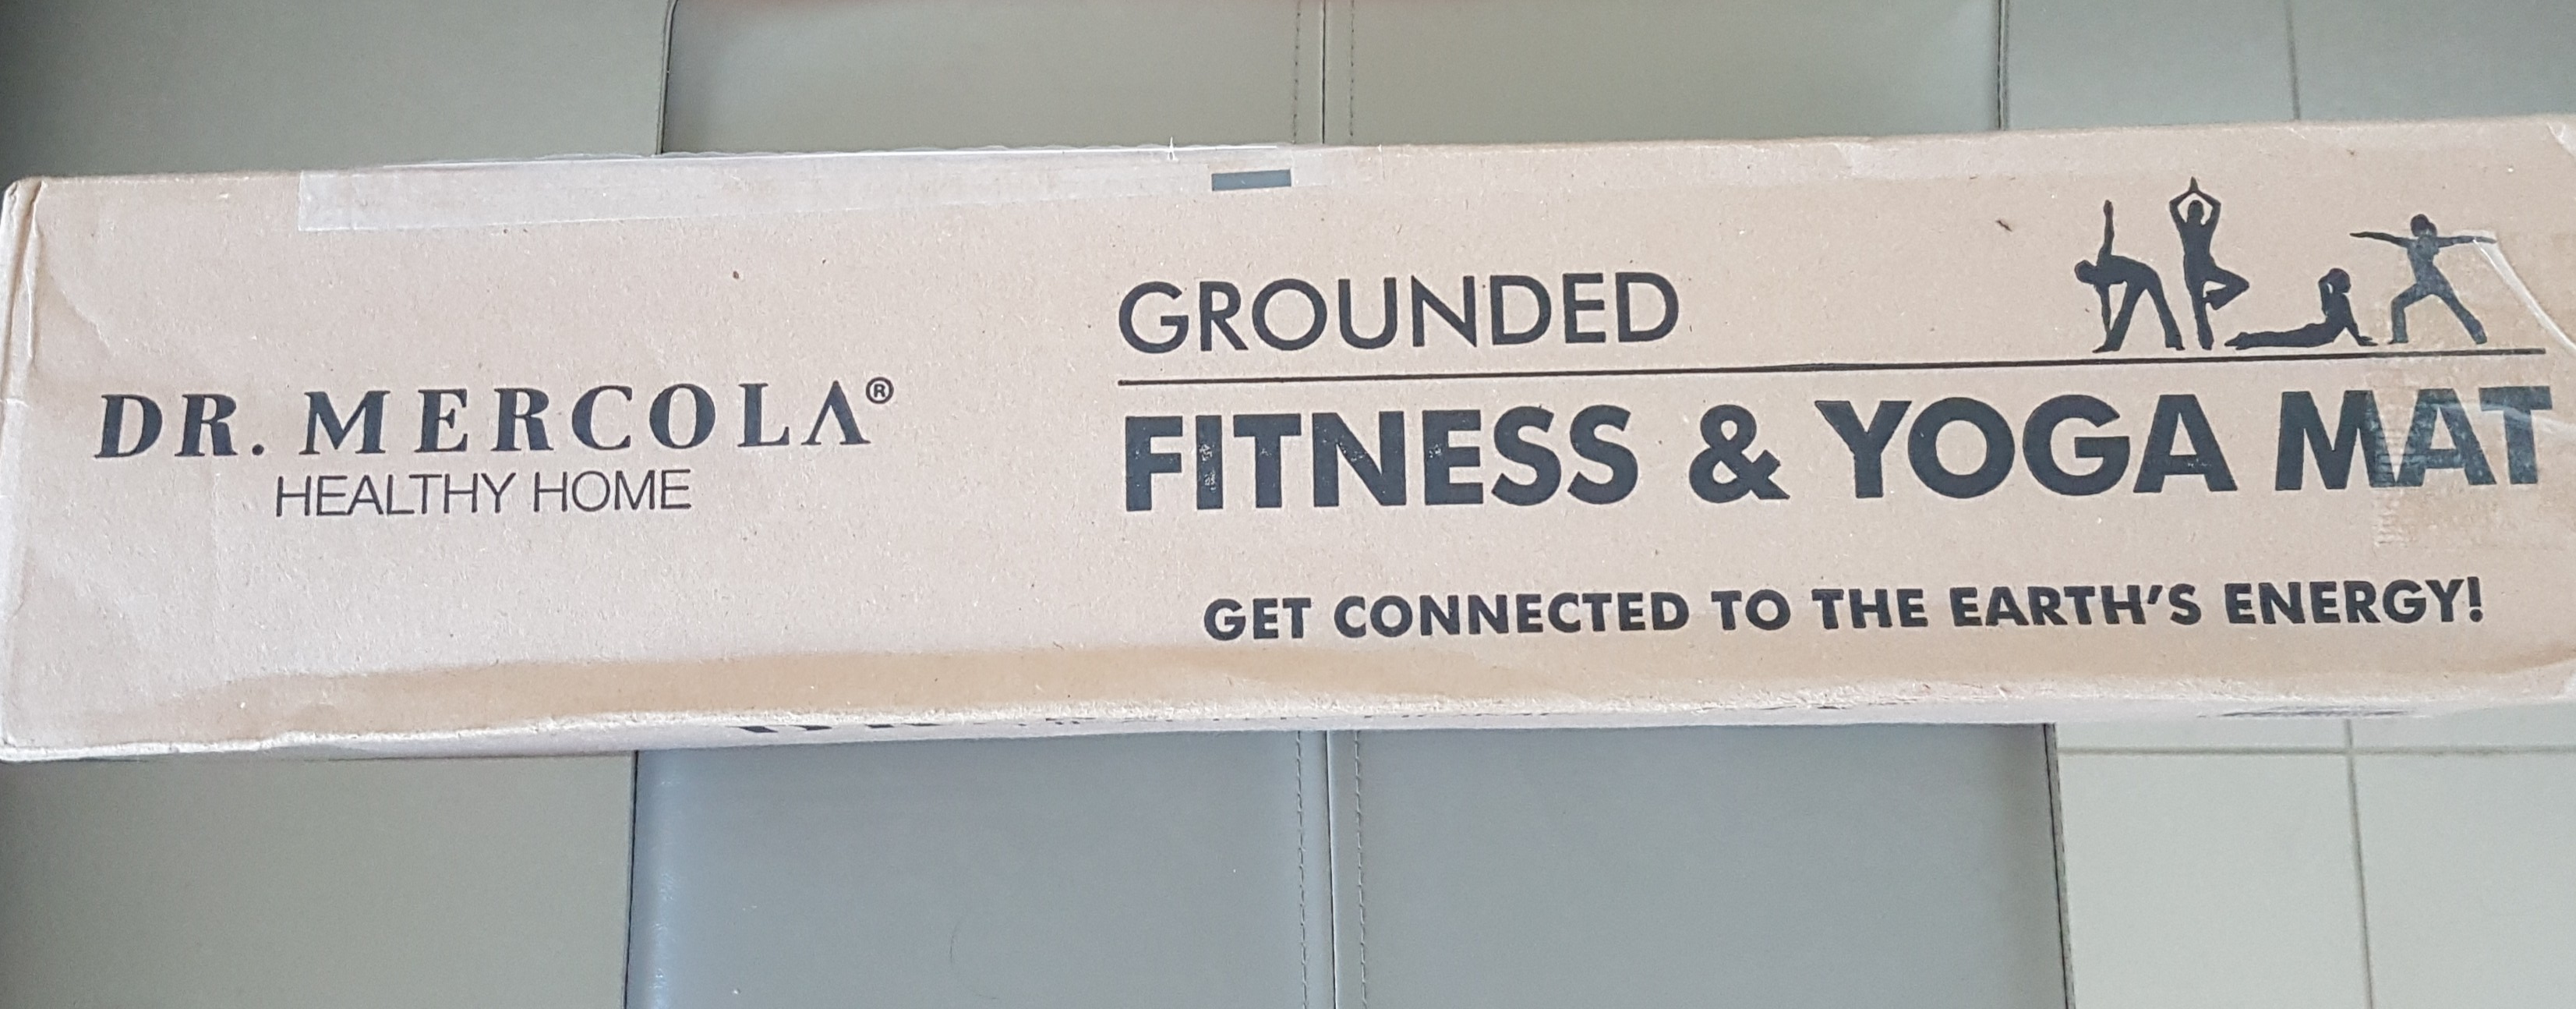 DR. MERCOLA®
HEALTHY HOME
GROUNDED
FITNESS & YOGA MAT
GET CONNECTED TO THE EARTH'S ENERGY!